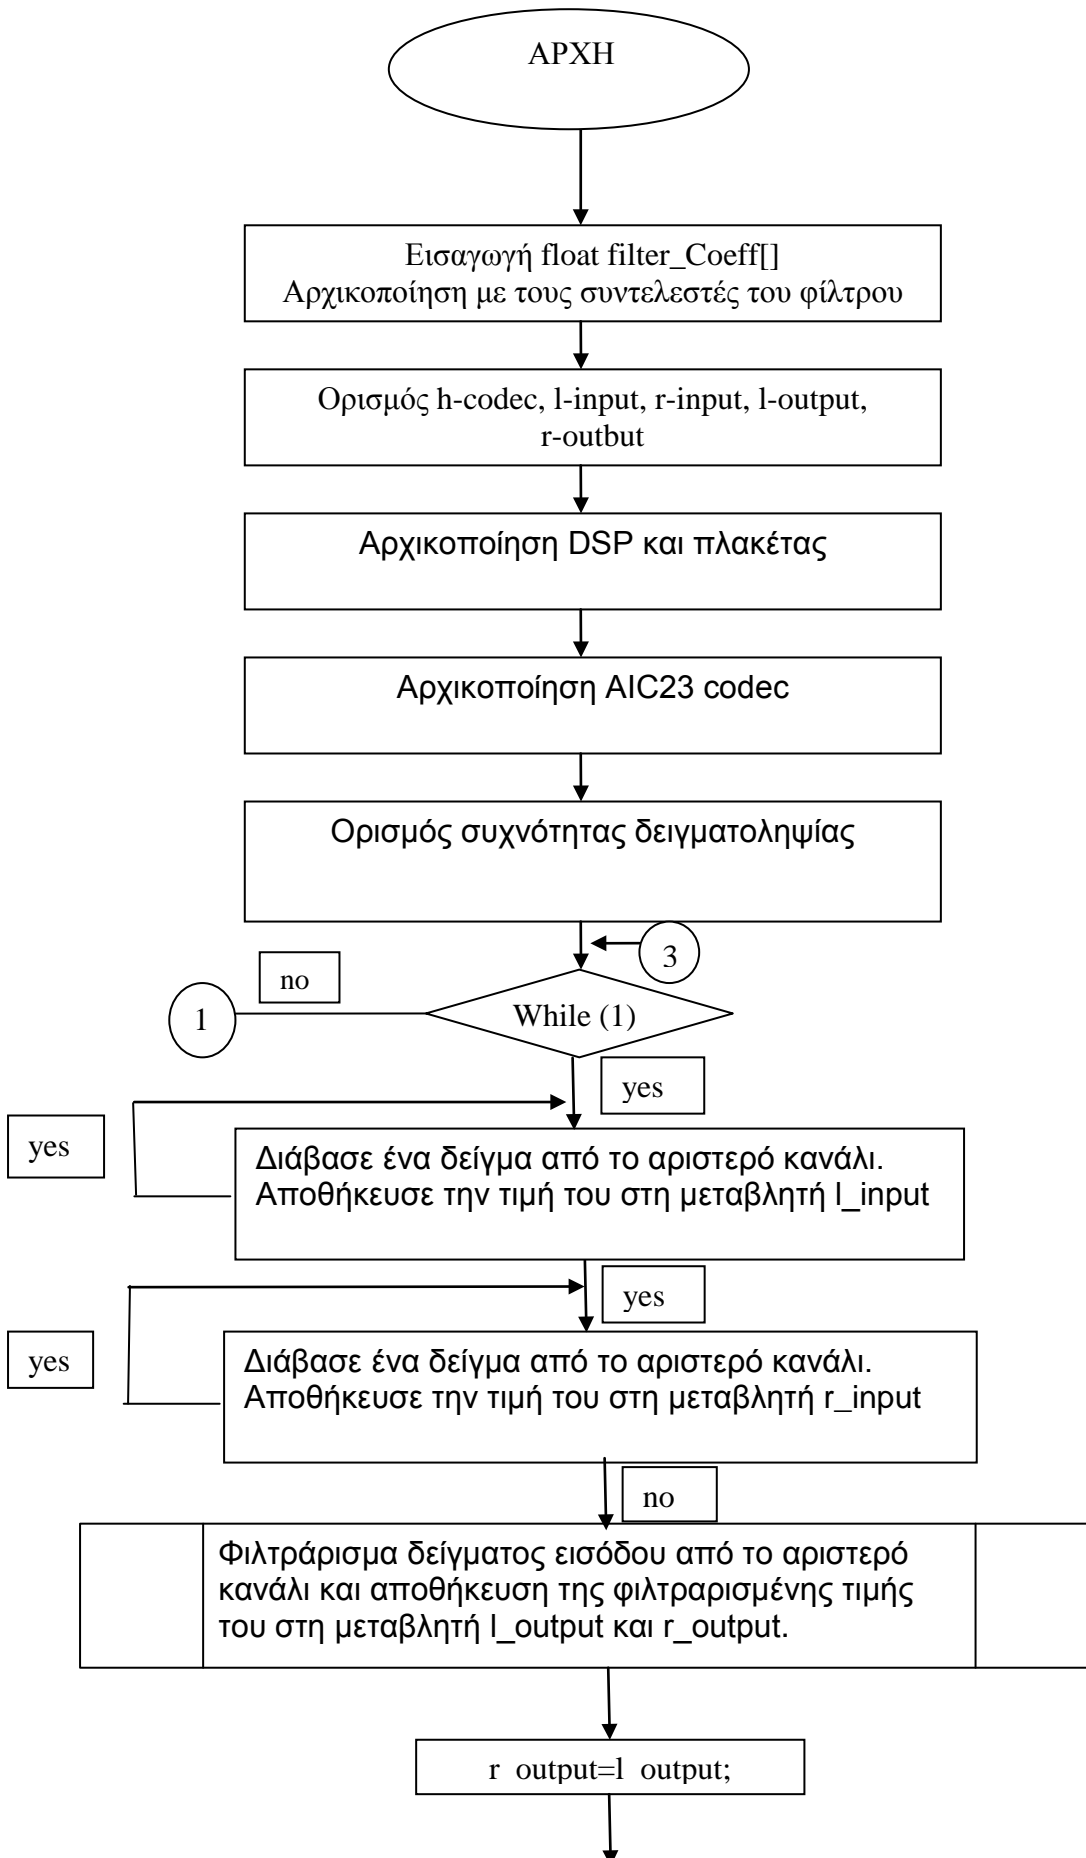 ΑΡΧΗ
Εισαγωγή float filter_Coeff[]
Αρχικοποίηση με τους συντελεστές του φίλτρου
Ορισμός h-codec, l-input, r-input, l-output,
r-outbut
Αρχικοποίηση DSP και πλακέτας
Αρχικοποίηση AIC23 codec
Ορισμός συχνότητας δειγματοληψίας
3
no
1
While (1)
yes
yes
Διάβασε ένα δείγμα από το αριστερό κανάλι.
Αποθήκευσε την τιμή του στη μεταβλητή l_input
yes
yes
Διάβασε ένα δείγμα από το αριστερό κανάλι.
Αποθήκευσε την τιμή του στη μεταβλητή r_input
no
Φιλτράρισμα δείγματος εισόδου από το αριστερό
κανάλι και αποθήκευση της φιλτραρισμένης τιμής
του στη μεταβλητή l_output και r_output.
r_output=l_output;